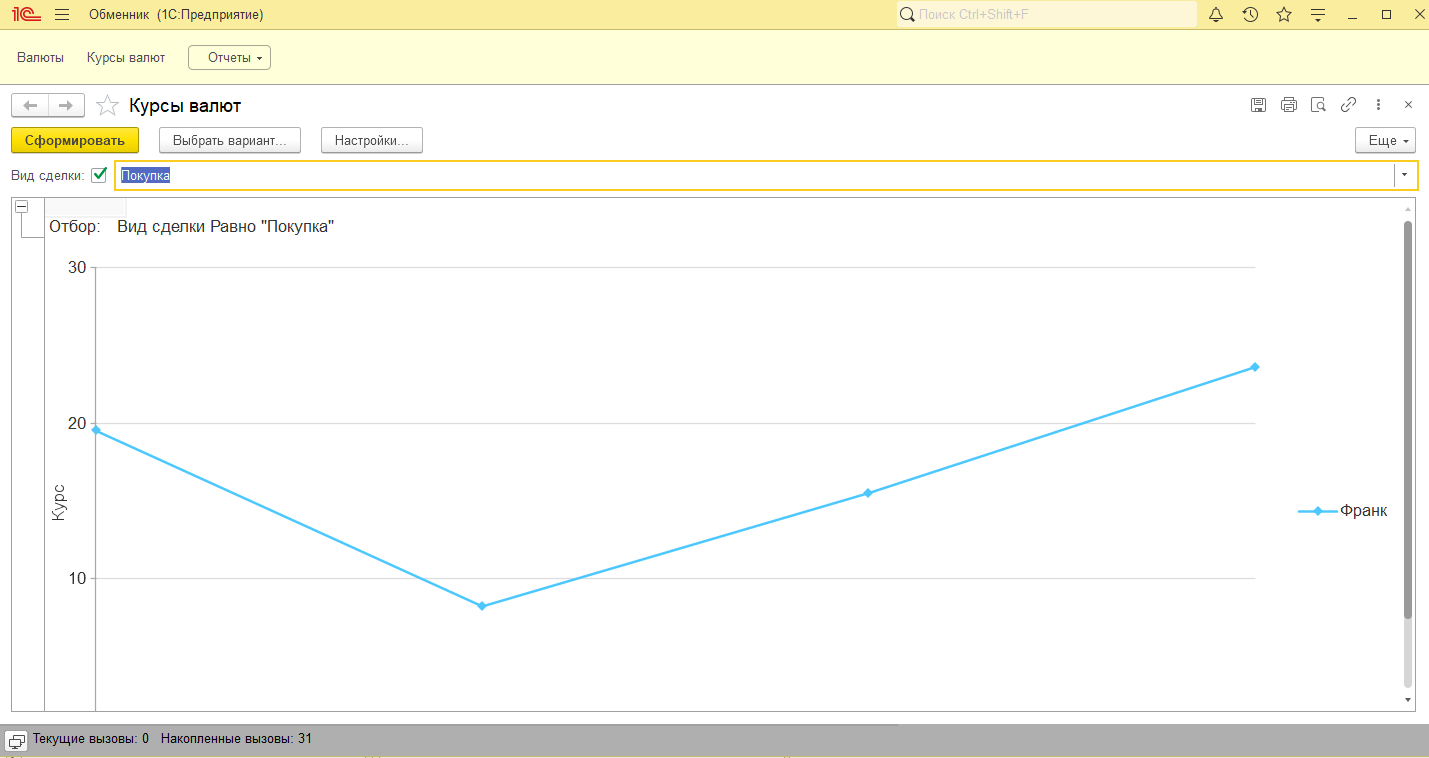 1С Обменник (1С:Предприятие) Поиск Ctrl+Shift+F
Валюты Курсы валют Отчеты
Курсы валют
Сформировать Выбрать вариант... Настройки... Еще
Вид сделки: Покупка
Отбор: Вид сделки Равно "Покупка"
30
20
Курс
Франк
10
Текущие вызовы: 0 Накопленные вызовы: 31